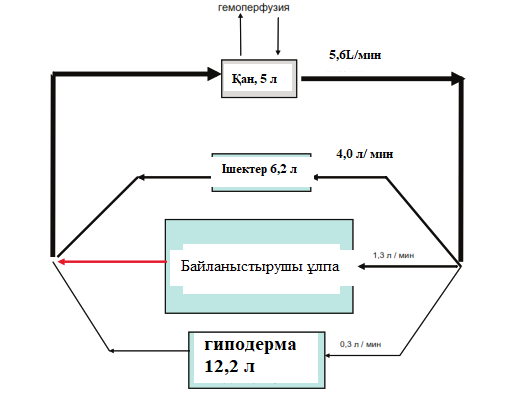 гемоперфузия
5,6L/мин
Қан, 5 л
4,0 л/ мин
Ішектер 6,2 л
1,3 л / мин
Байланыстырушы ұлпа
0,3 л / мин
гиподерма
12,2 л